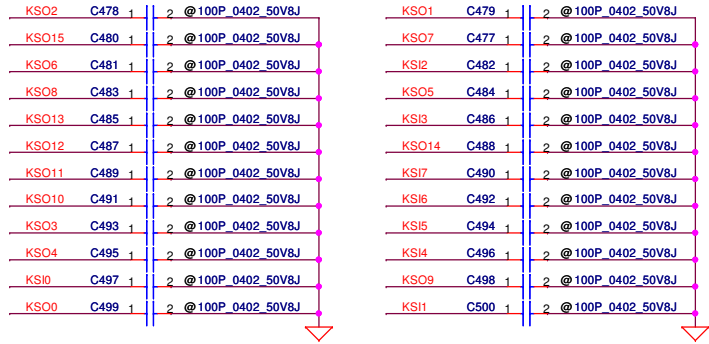 KSO2 C478 1 2 @100P_0402_50V8J KSO1 C479 1 2 @100P_0402_50V8J
KSO15 C480 1 2 @100P_0402_50V8J KSO7 C477 1 2 @100P_0402_50V8J
KSO6 C481 1 2 @100P_0402_50V8J KSI2 C482 1 2 @100P_0402_50V8J
KSO8 C483 1 2 @100P_0402_50V8J KSO5 C484 1 2 @100P_0402_50V8J
KSO13 C485 1 2 @100P_0402_50V8J KSI3 C486 1 2 @100P_0402_50V8J
KSO12 C487 1 2 @100P_0402_50V8J KSO14 C488 1 2 @100P_0402_50V8J
KSO11 C489 1 2 @100P_0402_50V8J KSI7 C490 1 2 @100P_0402_50V8J
KSO10 C491 1 2 @100P_0402_50V8J KSI6 C492 1 2 @100P_0402_50V8J
KSO3 C493 1 2 @100P_0402_50V8J KSI5 C494 1 2 @100P_0402_50V8J
KSO4 C495 1 2 @100P_0402_50V8J KSI4 C496 1 2 @100P_0402_50V8J
KSI0 C497 1 2 @100P_0402_50V8J KSO9 C498 1 2 @100P_0402_50V8J
KSO0 C499 1 2 @100P_0402_50V8J KSI1 C500 1 2 @100P_0402_50V8J